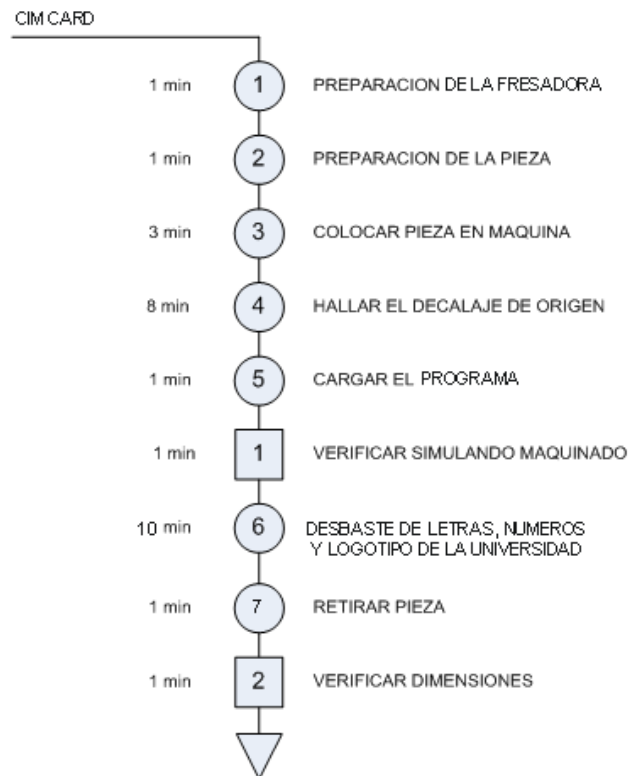 CIM CARD
1 min 1 PREPARACION DE LA FRESADORA
1 min 2 PREPARACION DE LA PIEZA
3 min 3 COLOCAR PIEZA EN MAQUINA
8 min 4 HALLAR EL DECALAJE DE ORIGEN
1 min 5 CARGAR EL PROGRAMA
1 min 1 VERIFICAR SIMULANDO MAQUINADO
10 min 6 DESBASTE DE LETRAS, NUMEROS
Y LOGOTIPO DE LA UNIVERSIDAD
1 min 7 RETIRAR PIEZA
1 min 2 VERIFICAR DIMENSIONES